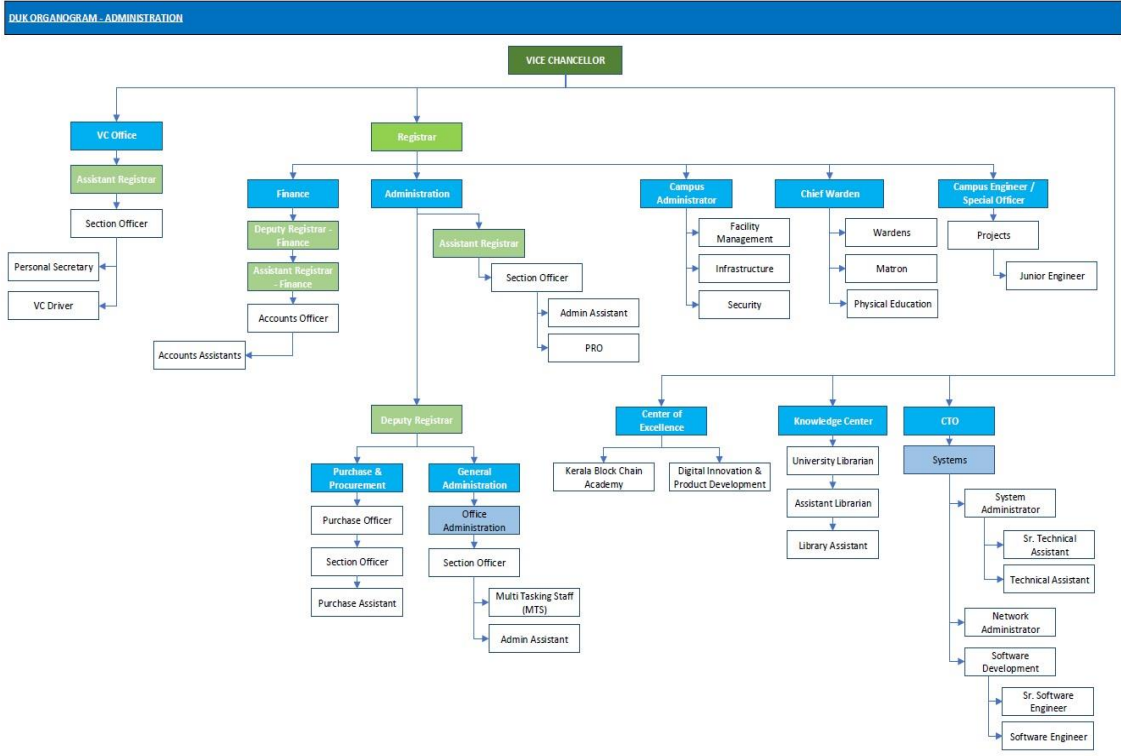 DUK ORGANOGRAM - ADMINISTRATION
VICE CHANCELLOR
VC Office
Assistant Registrar
Section Officer
Personal Secretary
VC Driver
Registrar
Finance
Deputy Registrar -
Finance
Assistant Registrar
- Finance
Accounts Officer
Accounts Assistants
Administration
Assistant Registrar
Section Officer
Admin Assistant
PRO
Campus
Administrator
Facility
Management
Infrastructure
Security
Chief Warden
Wardens
Matron
Physical Education
Campus Engineer /
Special Officer
Projects
Junior Engineer
Deputy Registrar
Purchase &
Procurement
Purchase Officer
Section Officer
Purchase Assistant
General
Administration
Office
Administration
Section Officer
Multi Tasking Staff
(MTS)
Admin Assistant
Center of
Excellence
Kerala Block Chain
Academy
Digital Innovation &
Product Development
Knowledge Center
University Librarian
Assistant Librarian
Library Assistant
CTO
Systems
System
Administrator
Sr. Technical
Assistant
Technical Assistant
Network
Administrator
Software
Development
Sr. Software
Engineer
Software Engineer